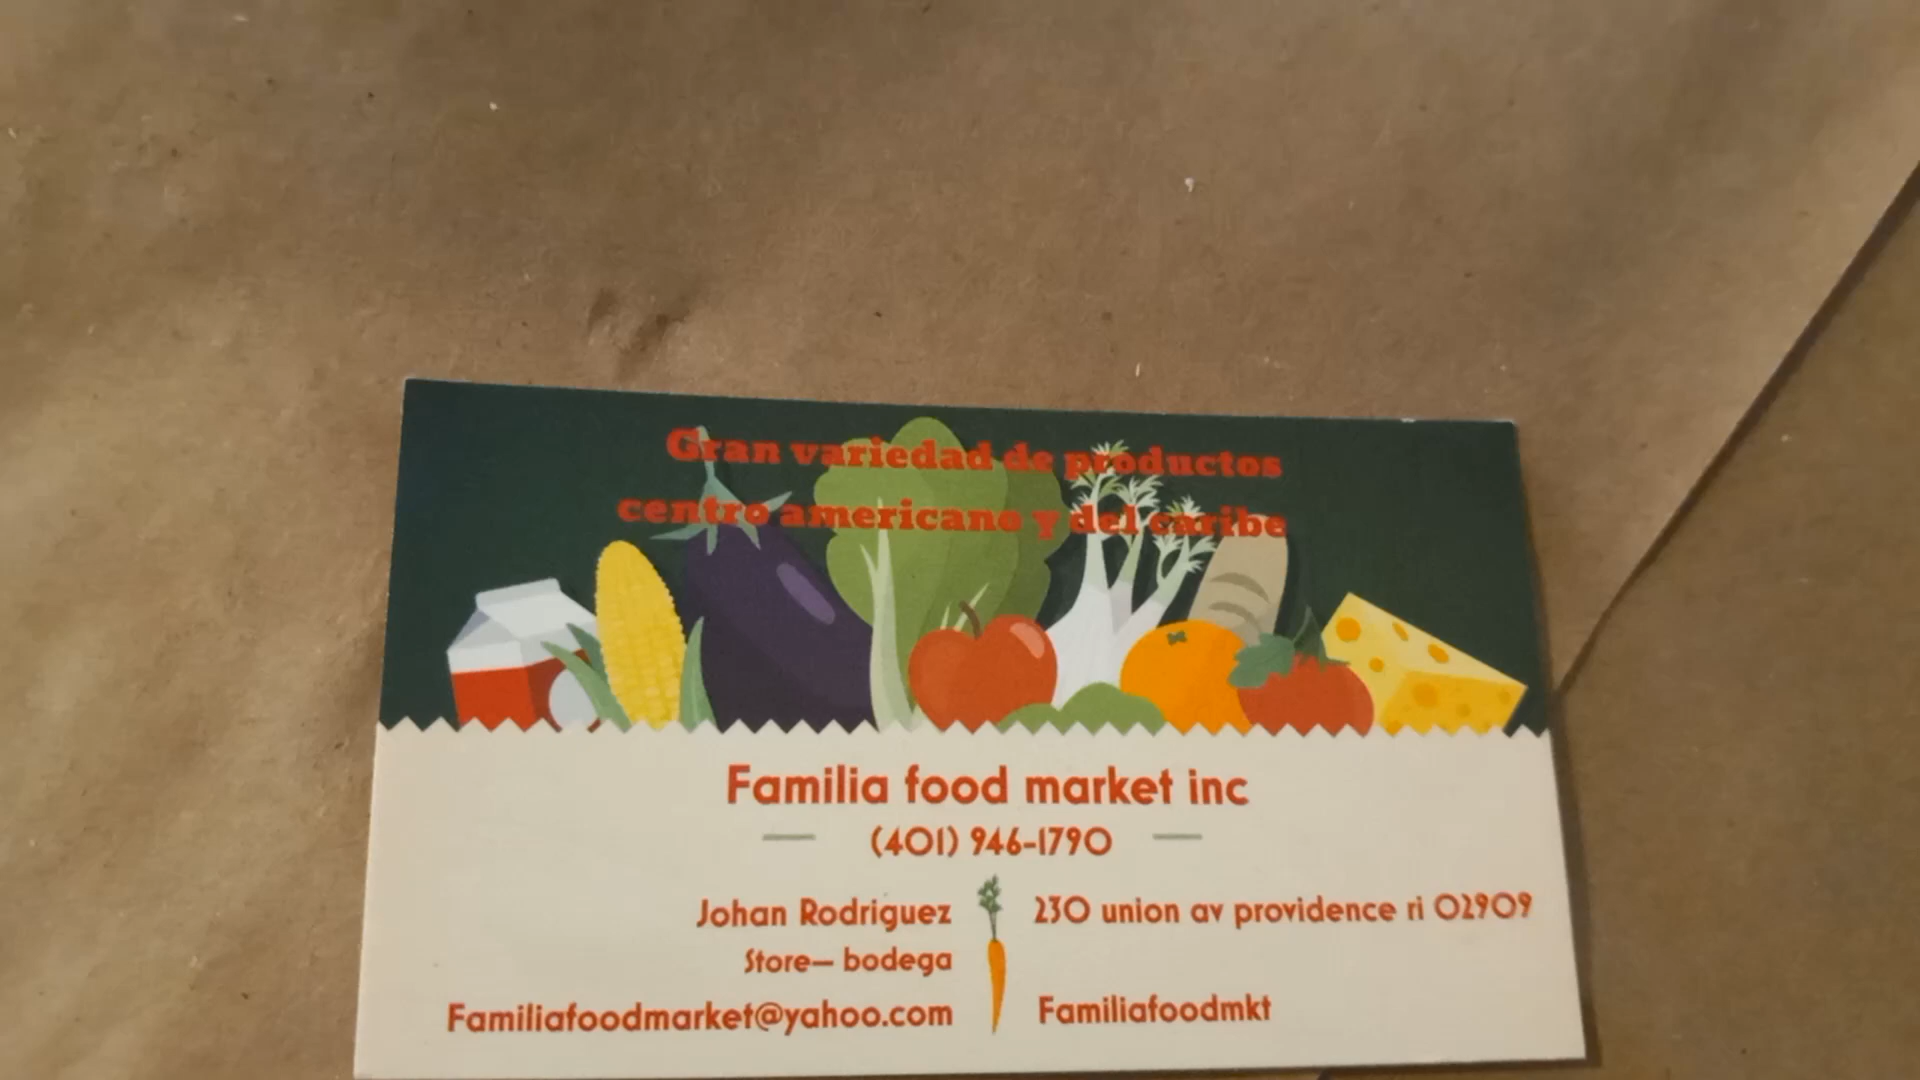 Gran variedad de productos
centro americano y del caribe
Familia food market inc
(401) 946-1790
Johan Rodriguez
Store– bodega
Familiafoodmarket@yahoo.com
230 union av providence ri 02909
Familiafoodmkt